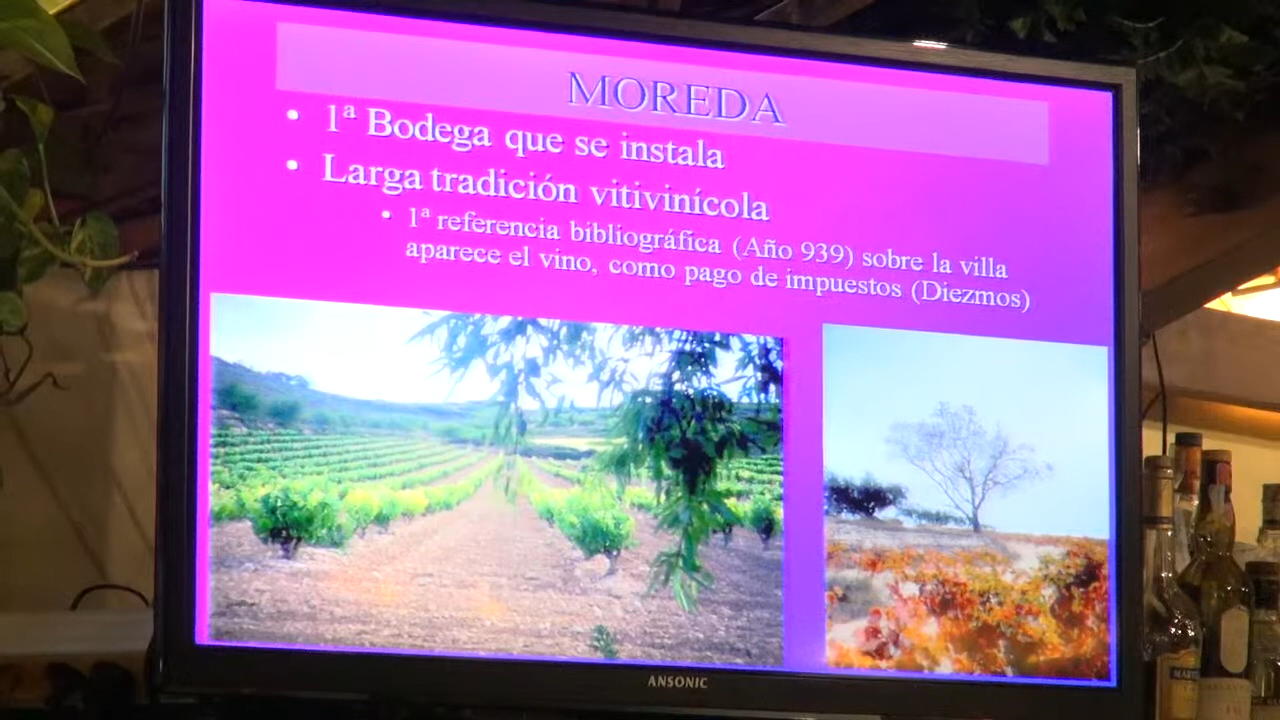 MOREDA
• 1ª Bodega que se instala
• Larga tradición vitivinícola
• 1ª referencia bibliográfica (Año 939) sobre la villa
aparece el vino, como pago de impuestos (Diezmos)
ANSONIC